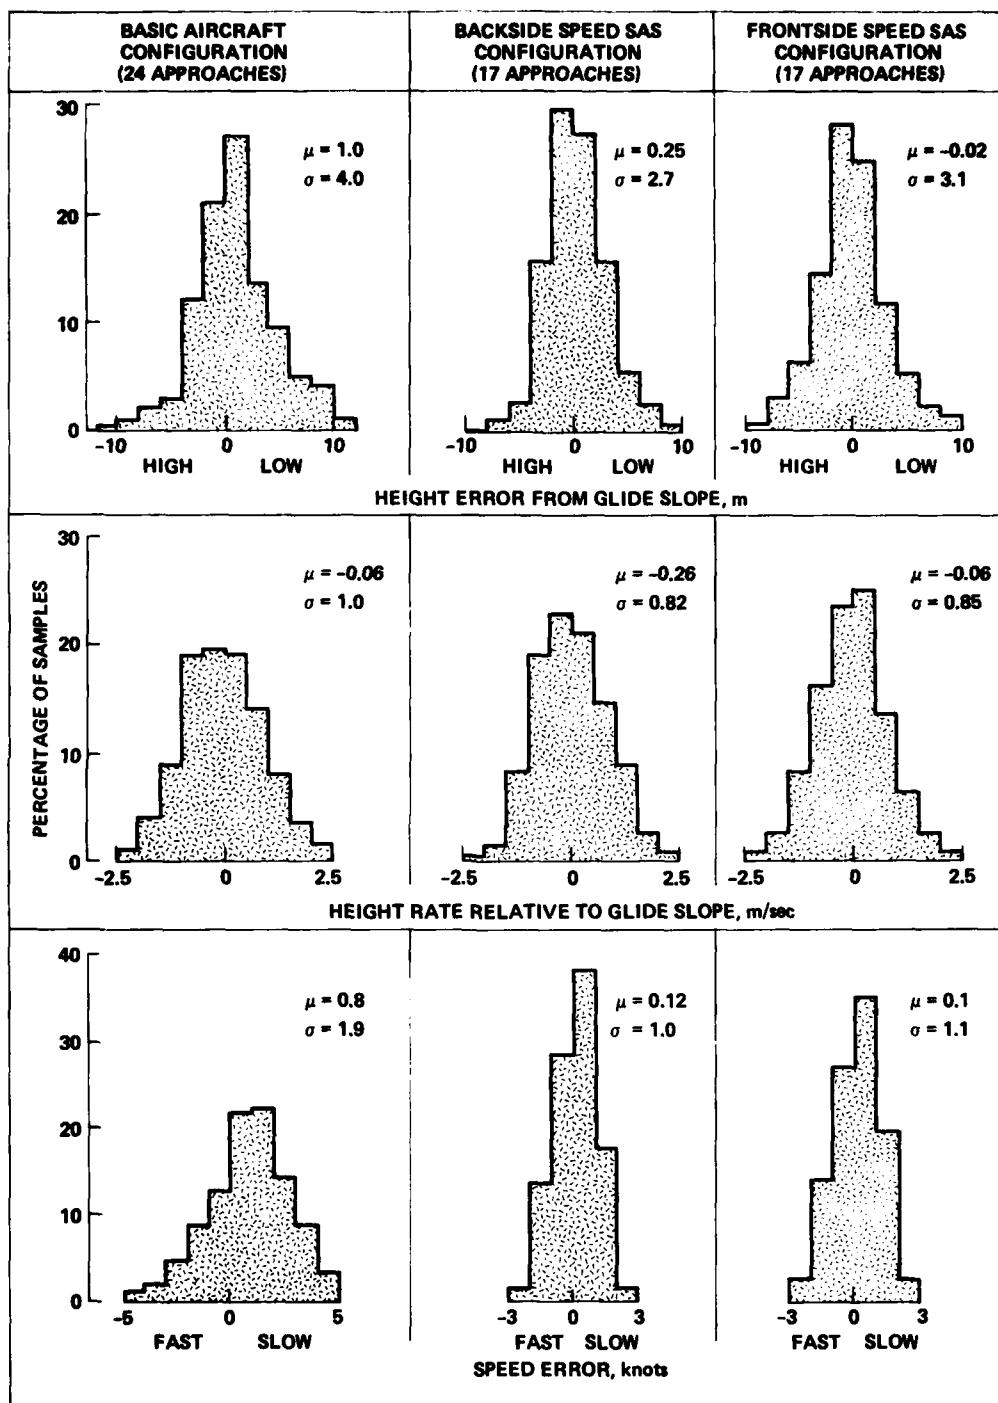 BASIC AIRCRAFT
CONFIGURATION
(24 APPROACHES)
BACKSIDE SPEED SAS
CONFIGURATION
(17 APPROACHES)
FRONTSIDE SPEED SAS
CONFIGURATION
(17 APPROACHES)
30
20
10
0
μ = 1.0
σ = 4.0
-10 0 10
HIGH LOW
μ = 0.25
σ = 2.7
-10 0 10
HIGH LOW
μ = -0.02
σ = 3.1
-10 0 10
HIGH LOW
HEIGHT ERROR FROM GLIDE SLOPE, m
PERCENTAGE OF SAMPLES
30
20
10
0
μ = -0.06
σ = 1.0
-2.5 0 2.5
μ = -0.26
σ = 0.82
-2.5 0 2.5
μ = -0.06
σ = 0.85
-2.5 0 2.5
HEIGHT RATE RELATIVE TO GLIDE SLOPE, m/sec
40
30
20
10
0
μ = 0.8
σ = 1.9
-5 0 5
FAST SLOW
μ = 0.12
σ = 1.0
-3 0 3
FAST SLOW
μ = 0.1
σ = 1.1
-3 0 3
FAST SLOW
SPEED ERROR, knots